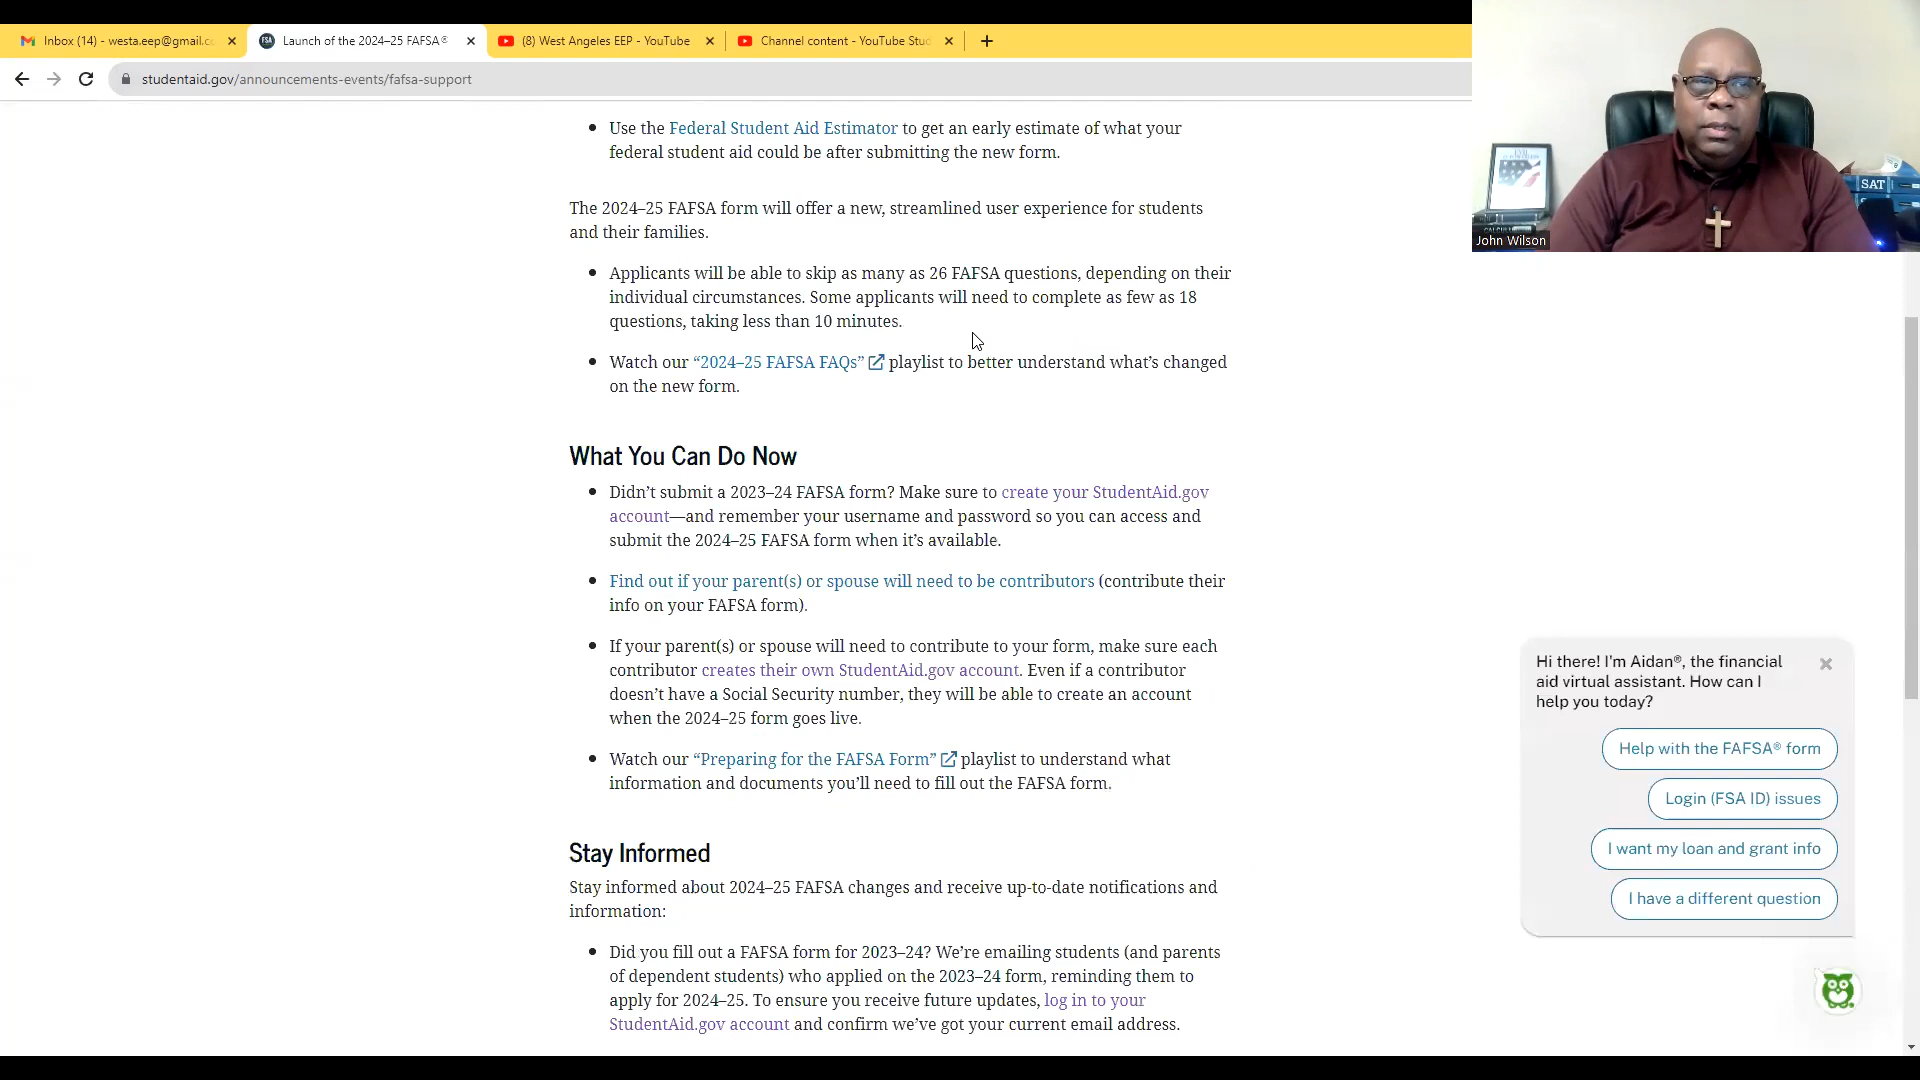 Inbox (14) - westa.eep@gmail.c
Launch of the 2024–25 FAFSA®
(8) West Angeles EEP - YouTube
Channel content - YouTube Stud
studentaid.gov/announcements-events/fafsa-support
SAT
John Wilson
• Use the Federal Student Aid Estimator to get an early estimate of what your
federal student aid could be after submitting the new form.
The 2024–25 FAFSA form will offer a new, streamlined user experience for students
and their families.
• Applicants will be able to skip as many as 26 FAFSA questions, depending on their
individual circumstances. Some applicants will need to complete as few as 18
questions, taking less than 10 minutes.
• Watch our “2024–25 FAFSA FAQs” playlist to better understand what’s changed
on the new form.
What You Can Do Now
• Didn’t submit a 2023–24 FAFSA form? Make sure to create your StudentAid.gov
account—and remember your username and password so you can access and
submit the 2024–25 FAFSA form when it’s available.
• Find out if your parent(s) or spouse will need to be contributors (contribute their
info on your FAFSA form).
• If your parent(s) or spouse will need to contribute to your form, make sure each
contributor creates their own StudentAid.gov account. Even if a contributor
doesn’t have a Social Security number, they will be able to create an account
when the 2024–25 form goes live.
• Watch our “Preparing for the FAFSA Form” playlist to understand what
information and documents you’ll need to fill out the FAFSA form.
Stay Informed
Stay informed about 2024–25 FAFSA changes and receive up-to-date notifications and
information:
• Did you fill out a FAFSA form for 2023–24? We’re emailing students (and parents
of dependent students) who applied on the 2023–24 form, reminding them to
apply for 2024–25. To ensure you receive future updates, log in to your
StudentAid.gov account and confirm we’ve got your current email address.
Hi there! I'm Aidan®, the financial
aid virtual assistant. How can I
help you today?
Help with the FAFSA® form
Login (FSA ID) issues
I want my loan and grant info
I have a different question